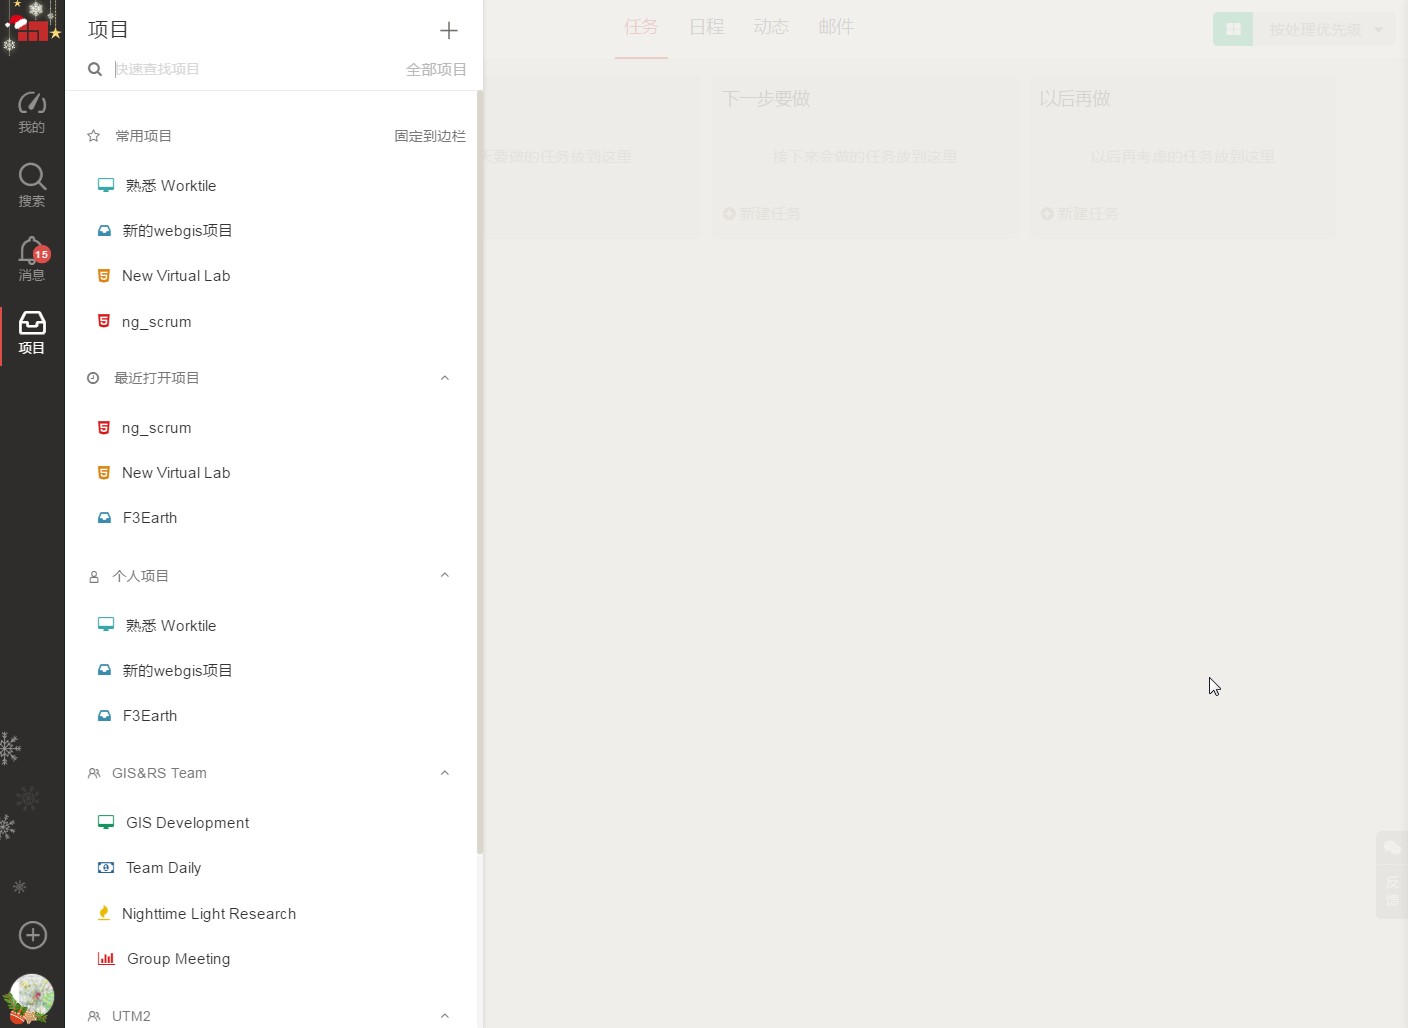 我的
搜索
15
消息
项目
项目
快速查找项目
全部项目
常用项目
固定到边栏
熟悉 Worktile
新的webgis项目
New Virtual Lab
ng_scrum
最近打开项目
ng_scrum
New Virtual Lab
F3Earth
个人项目
熟悉 Worktile
新的webgis项目
F3Earth
GIS&RS Team
GIS Development
Team Daily
Nighttime Light Research
Group Meeting
UTM2
任务
日程
动态
邮件
按处理优先级
天要做的任务放到这里
下一步要做
接下来会做的任务放到这里
新建任务
以后再做
以后再考虑的任务放到这里
新建任务
反馈